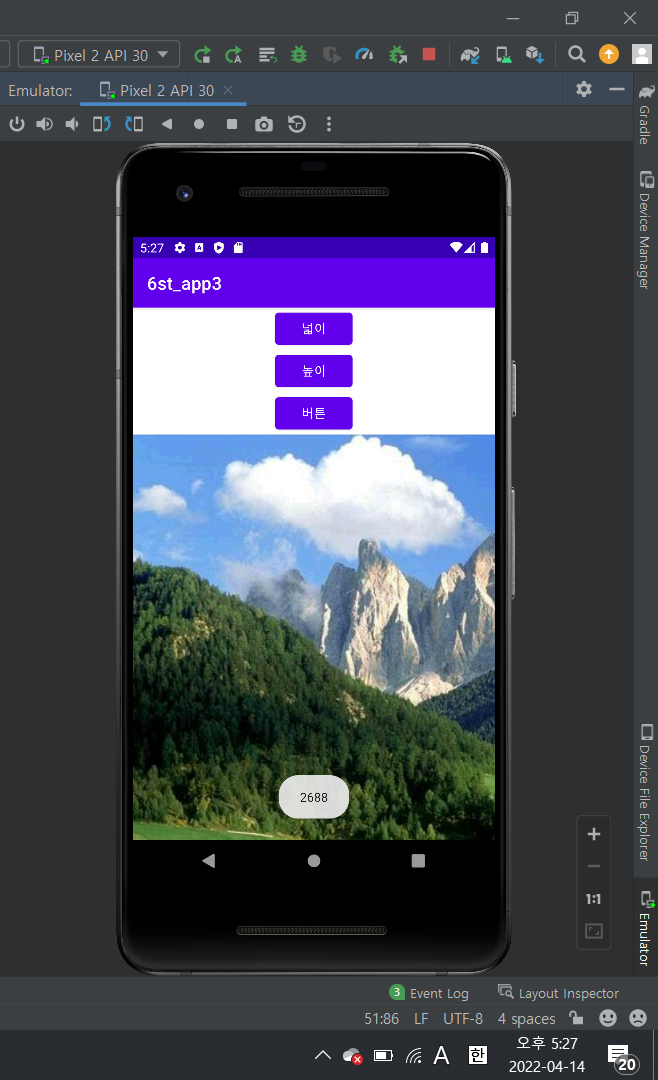 Pixel 2 API 30
Emulator: Pixel 2 API 30
Gradle
Device Manager
5:27
6st_app3
넓이
높이
버튼
2688
1:1
Device File Explorer
Emulator
3 Event Log Layout Inspector
51:86 LF UTF-8 4 spaces
A 한 오후 5:27
2022-04-14
20